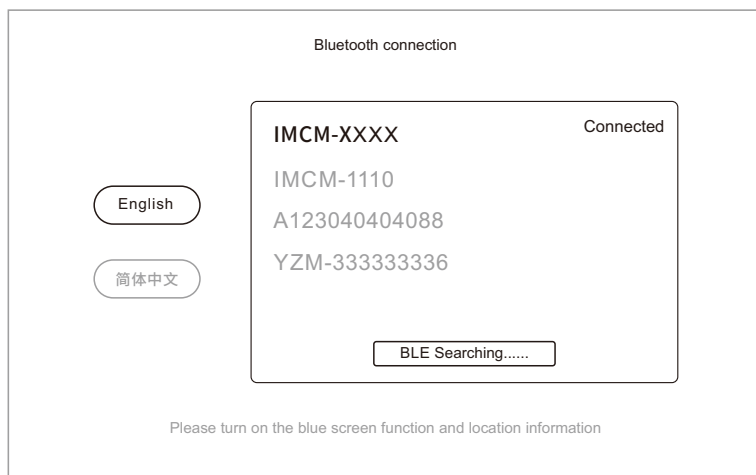 Bluetooth connection
IMCM-XXXX
Connected
IMCM-1110
English
A123040404088
YZM-333333336
简体中文
BLE Searching......
Please turn on the blue screen function and location information